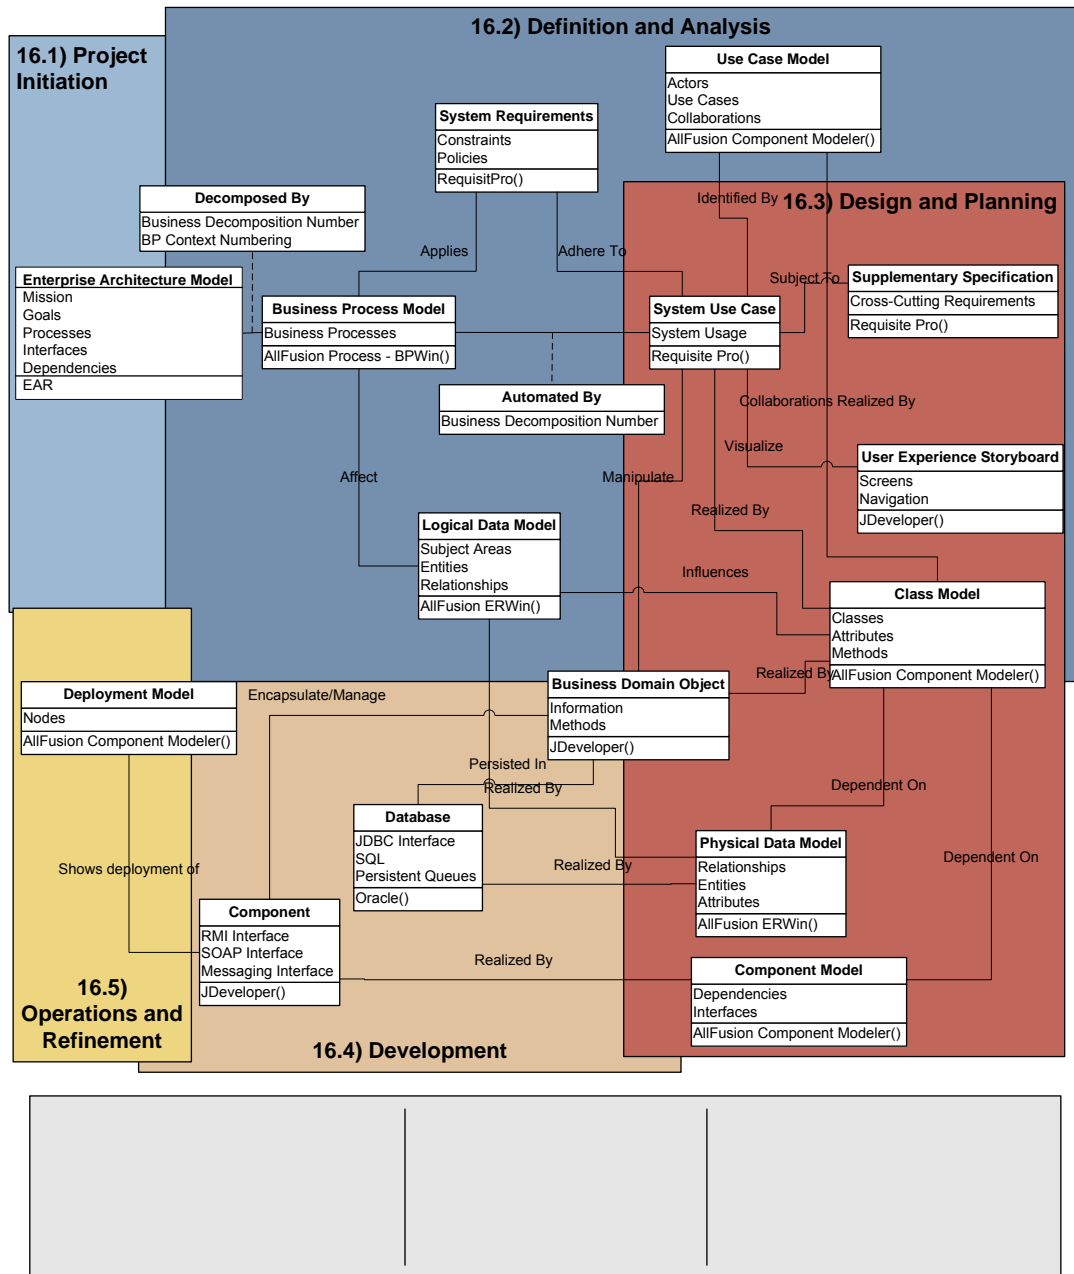 16.2) Definition and Analysis
16.1) Project
Initiation
Use Case Model
Actors
Use Cases
Collaborations
AllFusion Component Modeler()
System Requirements
Constraints
Policies
RequisitPro()
Decomposed By
Business Decomposition Number
BP Context Numbering
Identified By
16.3) Design and Planning
Applies
Adhere To
Subject To
Enterprise Architecture Model
Mission
Goals
Processes
Interfaces
Dependencies
EAR
Business Process Model
Business Processes
AllFusion Process - BPWin()
System Use Case
System Usage
Requisite Pro()
Supplementary Specification
Cross-Cutting Requirements
Requisite Pro()
Automated By
Business Decomposition Number
Collaborations Realized By
Visualize
User Experience Storyboard
Screens
Navigation
JDeveloper()
Affect
Manipulate
Realized By
Logical Data Model
Subject Areas
Entities
Relationships
AllFusion ERWin()
Influences
Class Model
Classes
Attributes
Methods
AllFusion Component Modeler()
Realized By
Deployment Model
Nodes
AllFusion Component Modeler()
Encapsulate/Manage
Business Domain Object
Information
Methods
JDeveloper()
Persisted In
Realized By
Dependent On
Database
JDBC Interface
SQL
Persistent Queues
Oracle()
Realized By
Physical Data Model
Relationships
Entities
Attributes
AllFusion ERWin()
Dependent On
Shows deployment of
Component
RMI Interface
SOAP Interface
Messaging Interface
JDeveloper()
Realized By
Component Model
Dependencies
Interfaces
AllFusion Component Modeler()
16.5)
Operations and
Refinement
16.4) Development